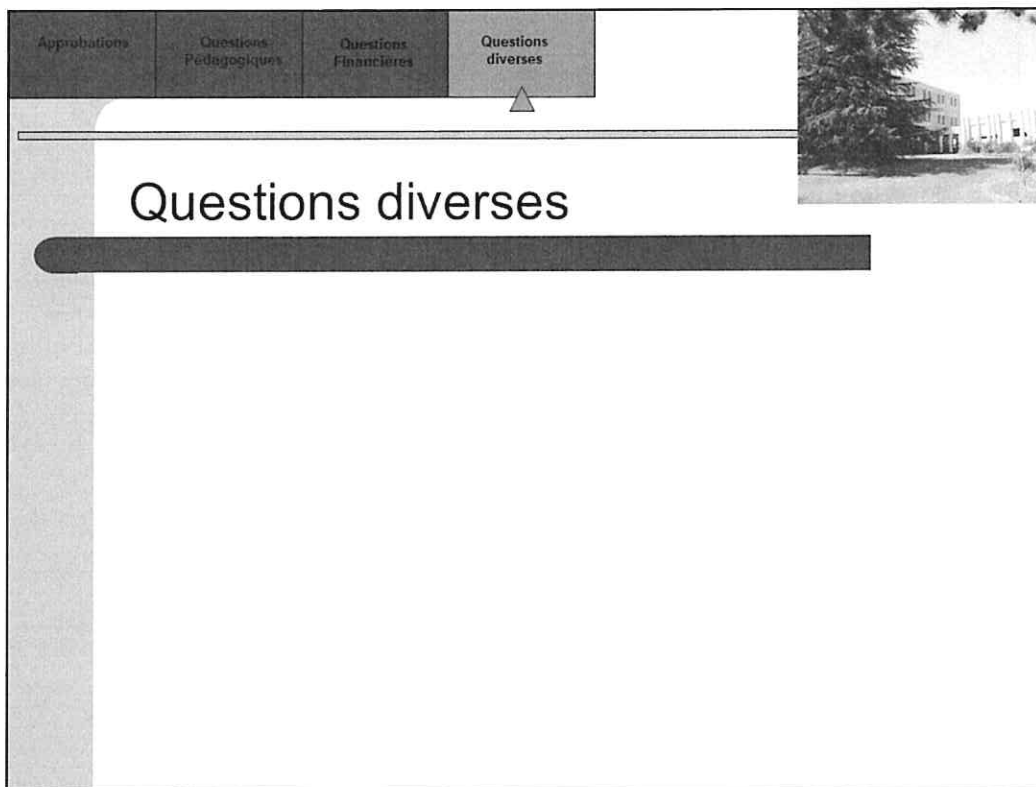 Approbations
Questions
Pédagogiques
Questions
Financières
Questions
diverses
Questions diverses